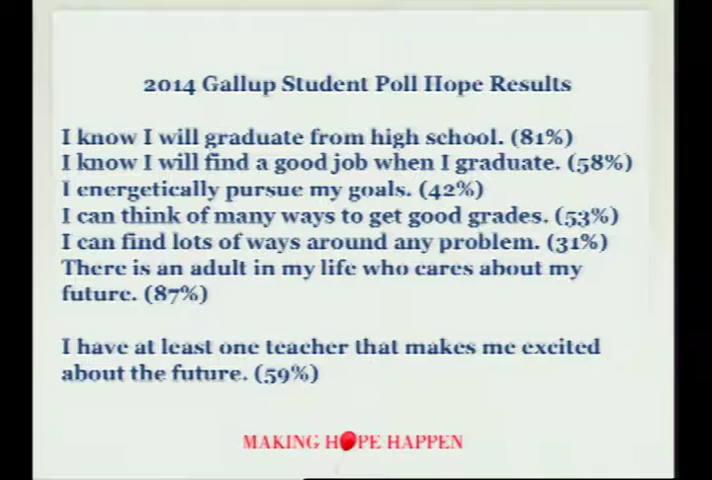 2014 Gallup Student Poll Hope Results
I know I will graduate from high school. (81%)
I know I will find a good job when I graduate. (58%)
I energetically pursue my goals. (42%)
I can think of many ways to get good grades. (53%)
I can find lots of ways around any problem. (31%)
There is an adult in my life who cares about my
future. (87%)
I have at least one teacher that makes me excited
about the future. (59%)
MAKING HOPE HAPPEN